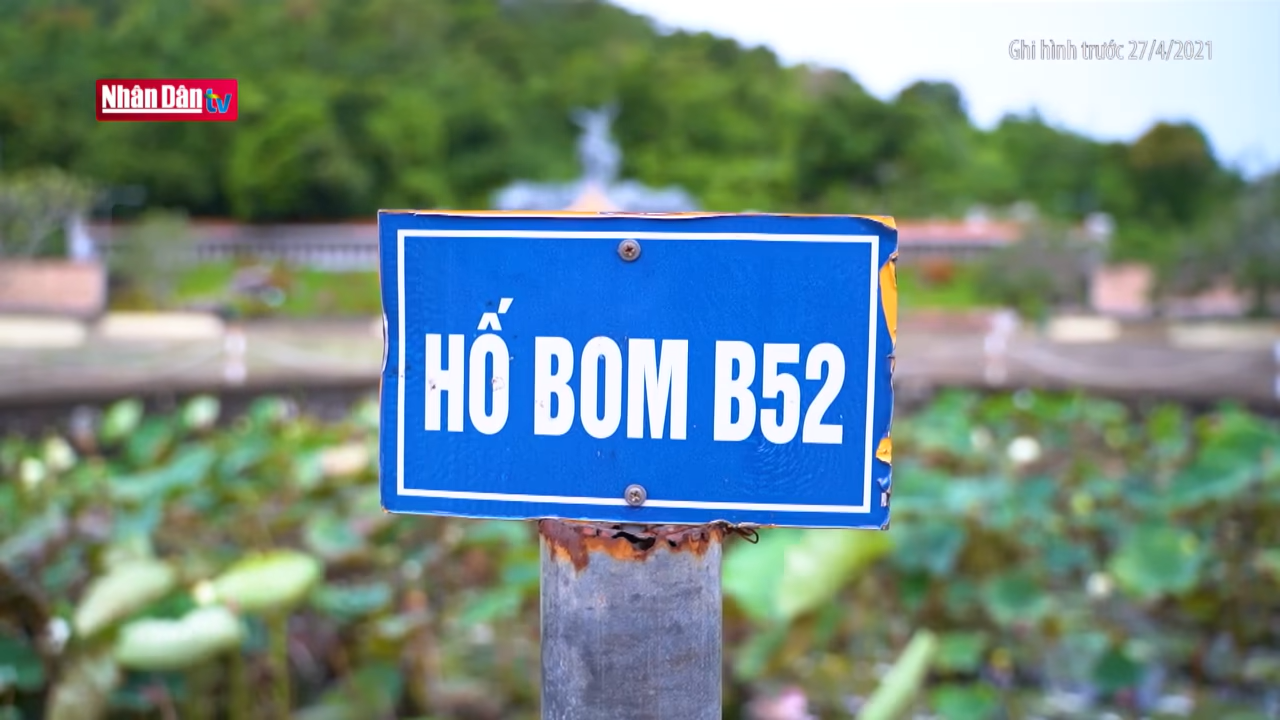 Ghi hình trước 27/4/2021
Nhân Dân tv
HỐ BOM B52